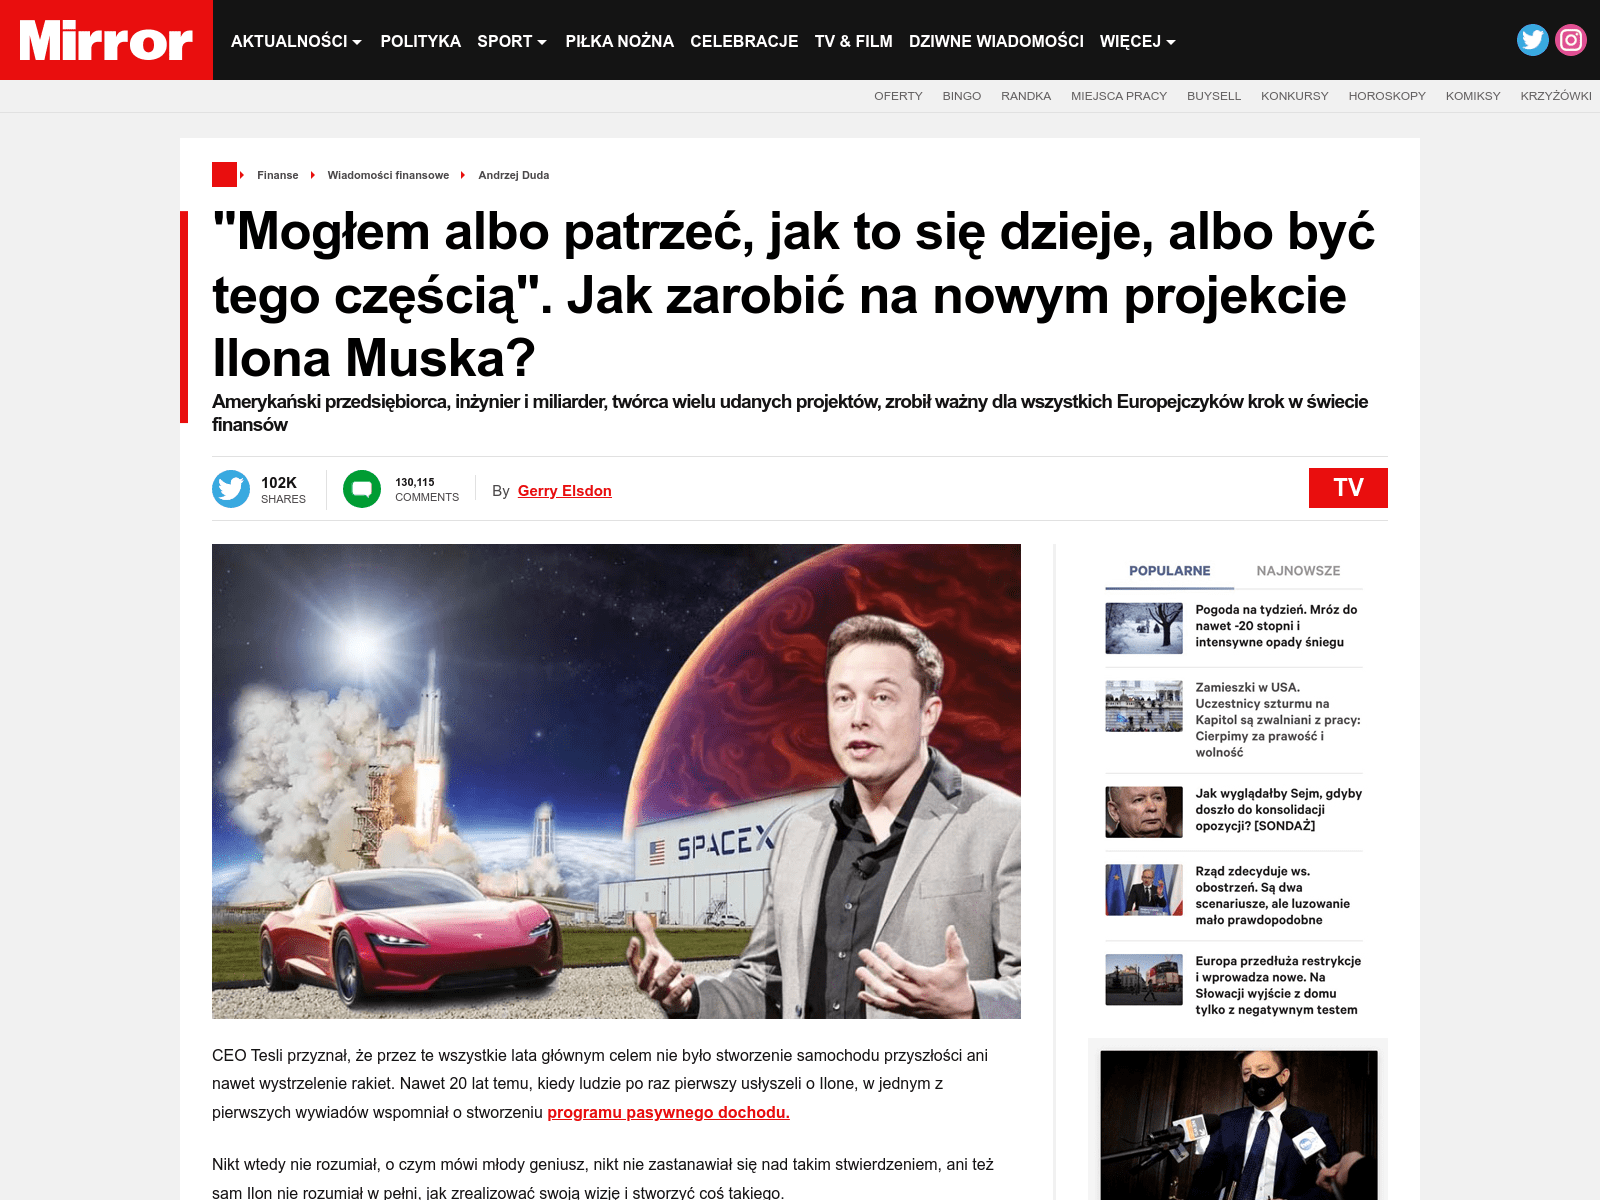 Mirror
AKTUALNOŚCI POLITYKA SPORT PIŁKA NOŻNA CELEBRACJE TV & FILM DZIWNE WIADOMOŚCI WIĘCEJ
OFERTY BINGO RANDKA MIEJSCA PRACY BUYSELL KONKURSY HOROSKOPY KOMIKSY KRZYŻÓWKI
Finanse Wiadomości finansowe Andrzej Duda
"Mogłem albo patrzeć, jak to się dzieje, albo być
tego częścią". Jak zarobić na nowym projekcie
Ilona Muska?
Amerykański przedsiębiorca, inżynier i miliarder, twórca wielu udanych projektów, zrobił ważny dla wszystkich Europejczyków krok w świecie
finansów
102K
SHARES
130,115
COMMENTS
By Gerry Elsdon
TV
SPACEX
CEO Tesli przyznał, że przez te wszystkie lata głównym celem nie było stworzenie samochodu przyszłości ani
nawet wystrzelenie rakiet. Nawet 20 lat temu, kiedy ludzie po raz pierwszy usłyszeli o Ilone, w jednym z
pierwszych wywiadów wspomniał o stworzeniu programu pasywnego dochodu.
Nikt wtedy nie rozumiał, o czym mówi młody geniusz, nikt nie zastanawiał się nad takim stwierdzeniem, ani też
sam Ilon nie rozumiał w pełni, jak zrealizować swoją wizję i stworzyć coś takiego.
POPULARNE NAJNOWSZE
Pogoda na tydzień. Mróz do
nawet -20 stopni i
intensywne opady śniegu
Zamieszki w USA.
Uczestnicy szturmu na
Kapitol są zwalniani z pracy:
Cierpimy za prawość i
wolność
Jak wyglądałby Sejm, gdyby
doszło do konsolidacji
opozycji? [SONDAŻ]
Rząd zdecyduje ws.
obostrzeń. Są dwa
scenariusze, ale luzowanie
mało prawdopodobne
Europa przedłuża restrykcje
i wprowadza nowe. Na
Słowacji wyjście z domu
tylko z negatywnym testem